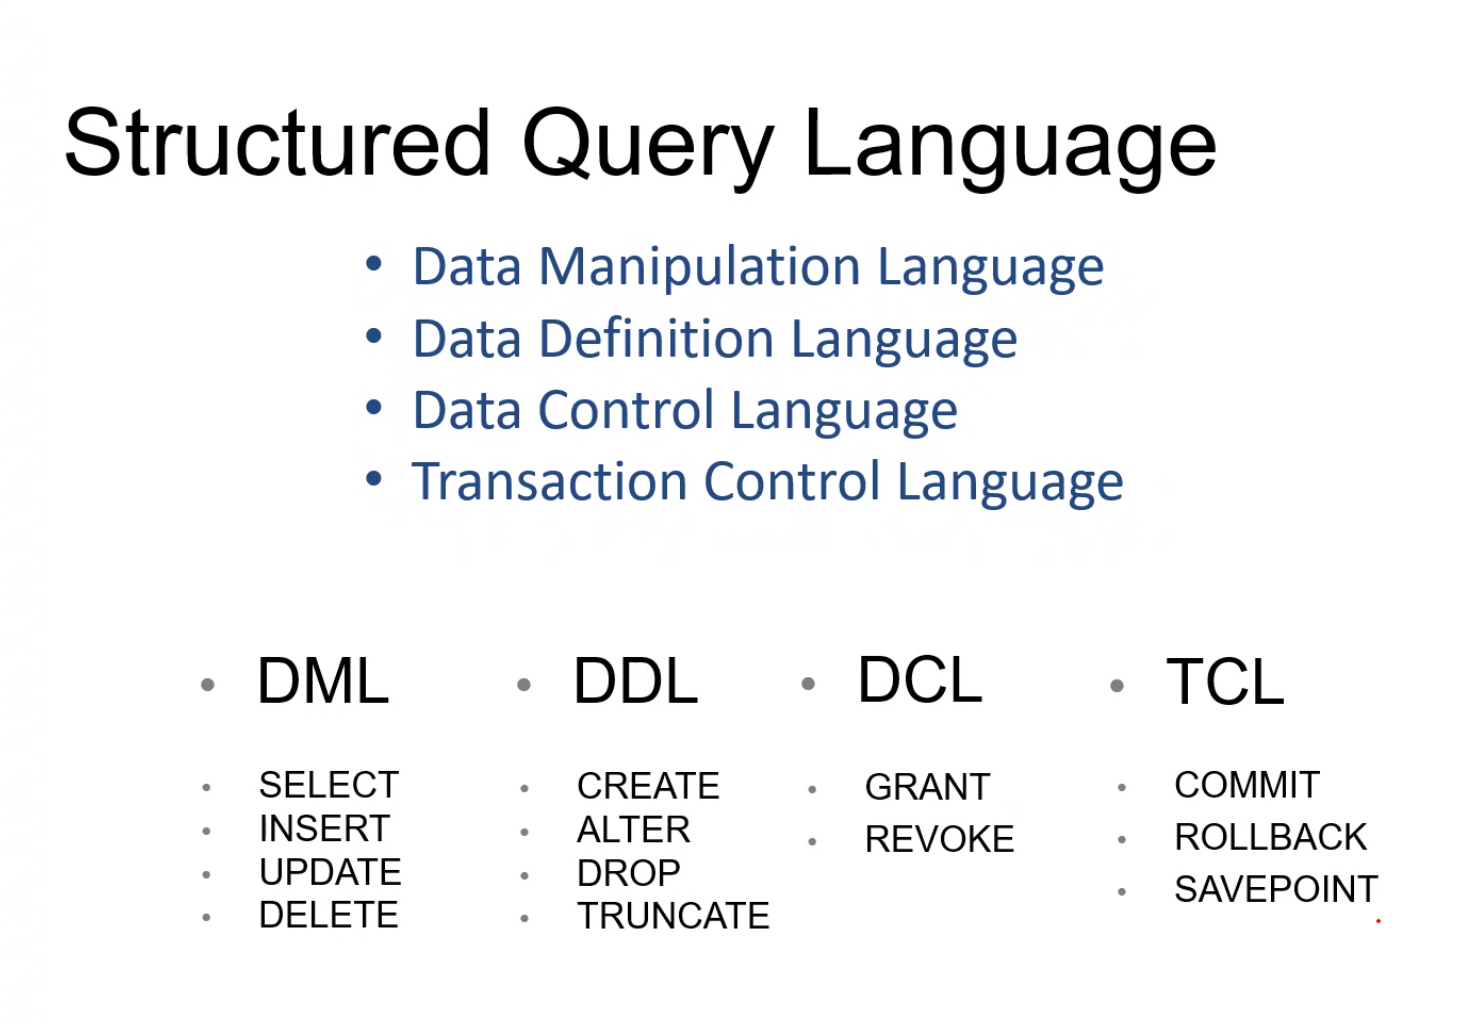 Structured Query Language
• Data Manipulation Language
• Data Definition Language
• Data Control Language
• Transaction Control Language
• DML
• SELECT
• INSERT
• UPDATE
• DELETE
• DDL
• CREATE
• ALTER
• DROP
• TRUNCATE
• DCL
• GRANT
• REVOKE
• TCL
• COMMIT
• ROLLBACK
• SAVEPOINT